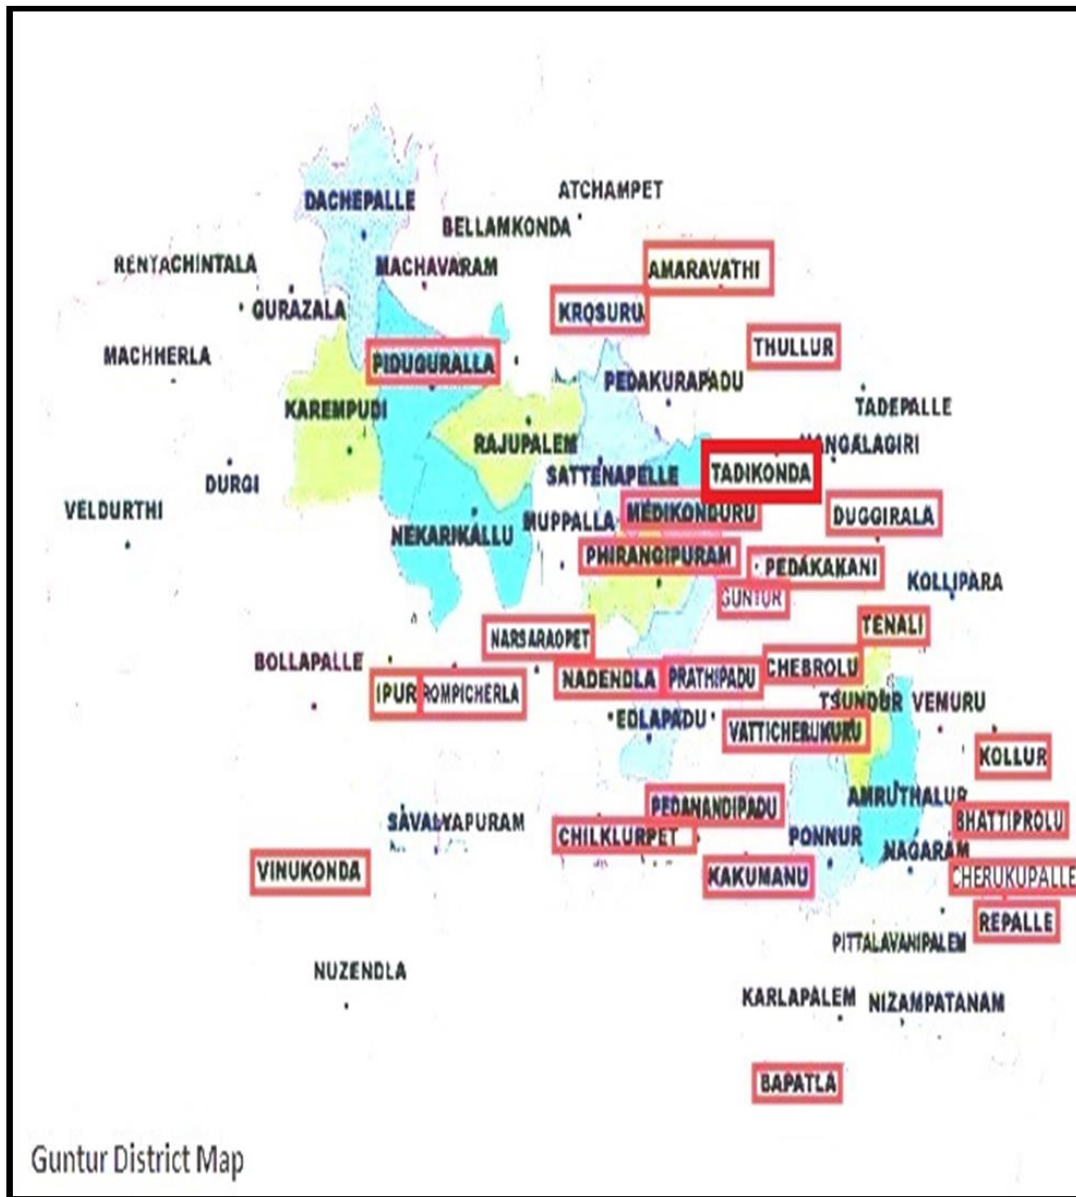 ATCHAMPET
DACHEPALLE
BELLAMKONDA
RENTACHINTALA
MACHAVARAM
AMARAVATHI
GURAZALA
KROSURU
THULLUR
MACHHERLA
PIDUGURALLA
PEDAKURAPADU
KAREMPUDI
TADEPALLE
RAJUPALEM
MANGALAGIRI
SATTENAPELLE
TADIKONDA
DURGI
VELDURTHI
MUPPALLA
MEDIKONDURU
DUGGIRALA
NEKARIKALLU
PHIRANGIPURAM
PEDAKAKANI
KOLLIPARA
GUNTUR
TENALI
NARSARAOPET
BOLLAPALLE
CHEBROLU
IPUR
ROMPICHERLA
NADENDLA
PRATHIPADU
TSUNDUR
VEMURU
EDLAPADU
VATTICHERUKURU
KOLLUR
AMRUTHALUR
PEDANANDIPADU
SAVALYAPURAM
BHATTIPROLU
CHILKLURPET
PONNUR
NAGARAM
VINUKONDA
KAKUMANU
CHERUKUPALLE
REPALLE
PITTALAVANIPALEM
NUZENDLA
KARLAPALEM
NIZAMPATANAM
BAPATLA
Guntur District Map